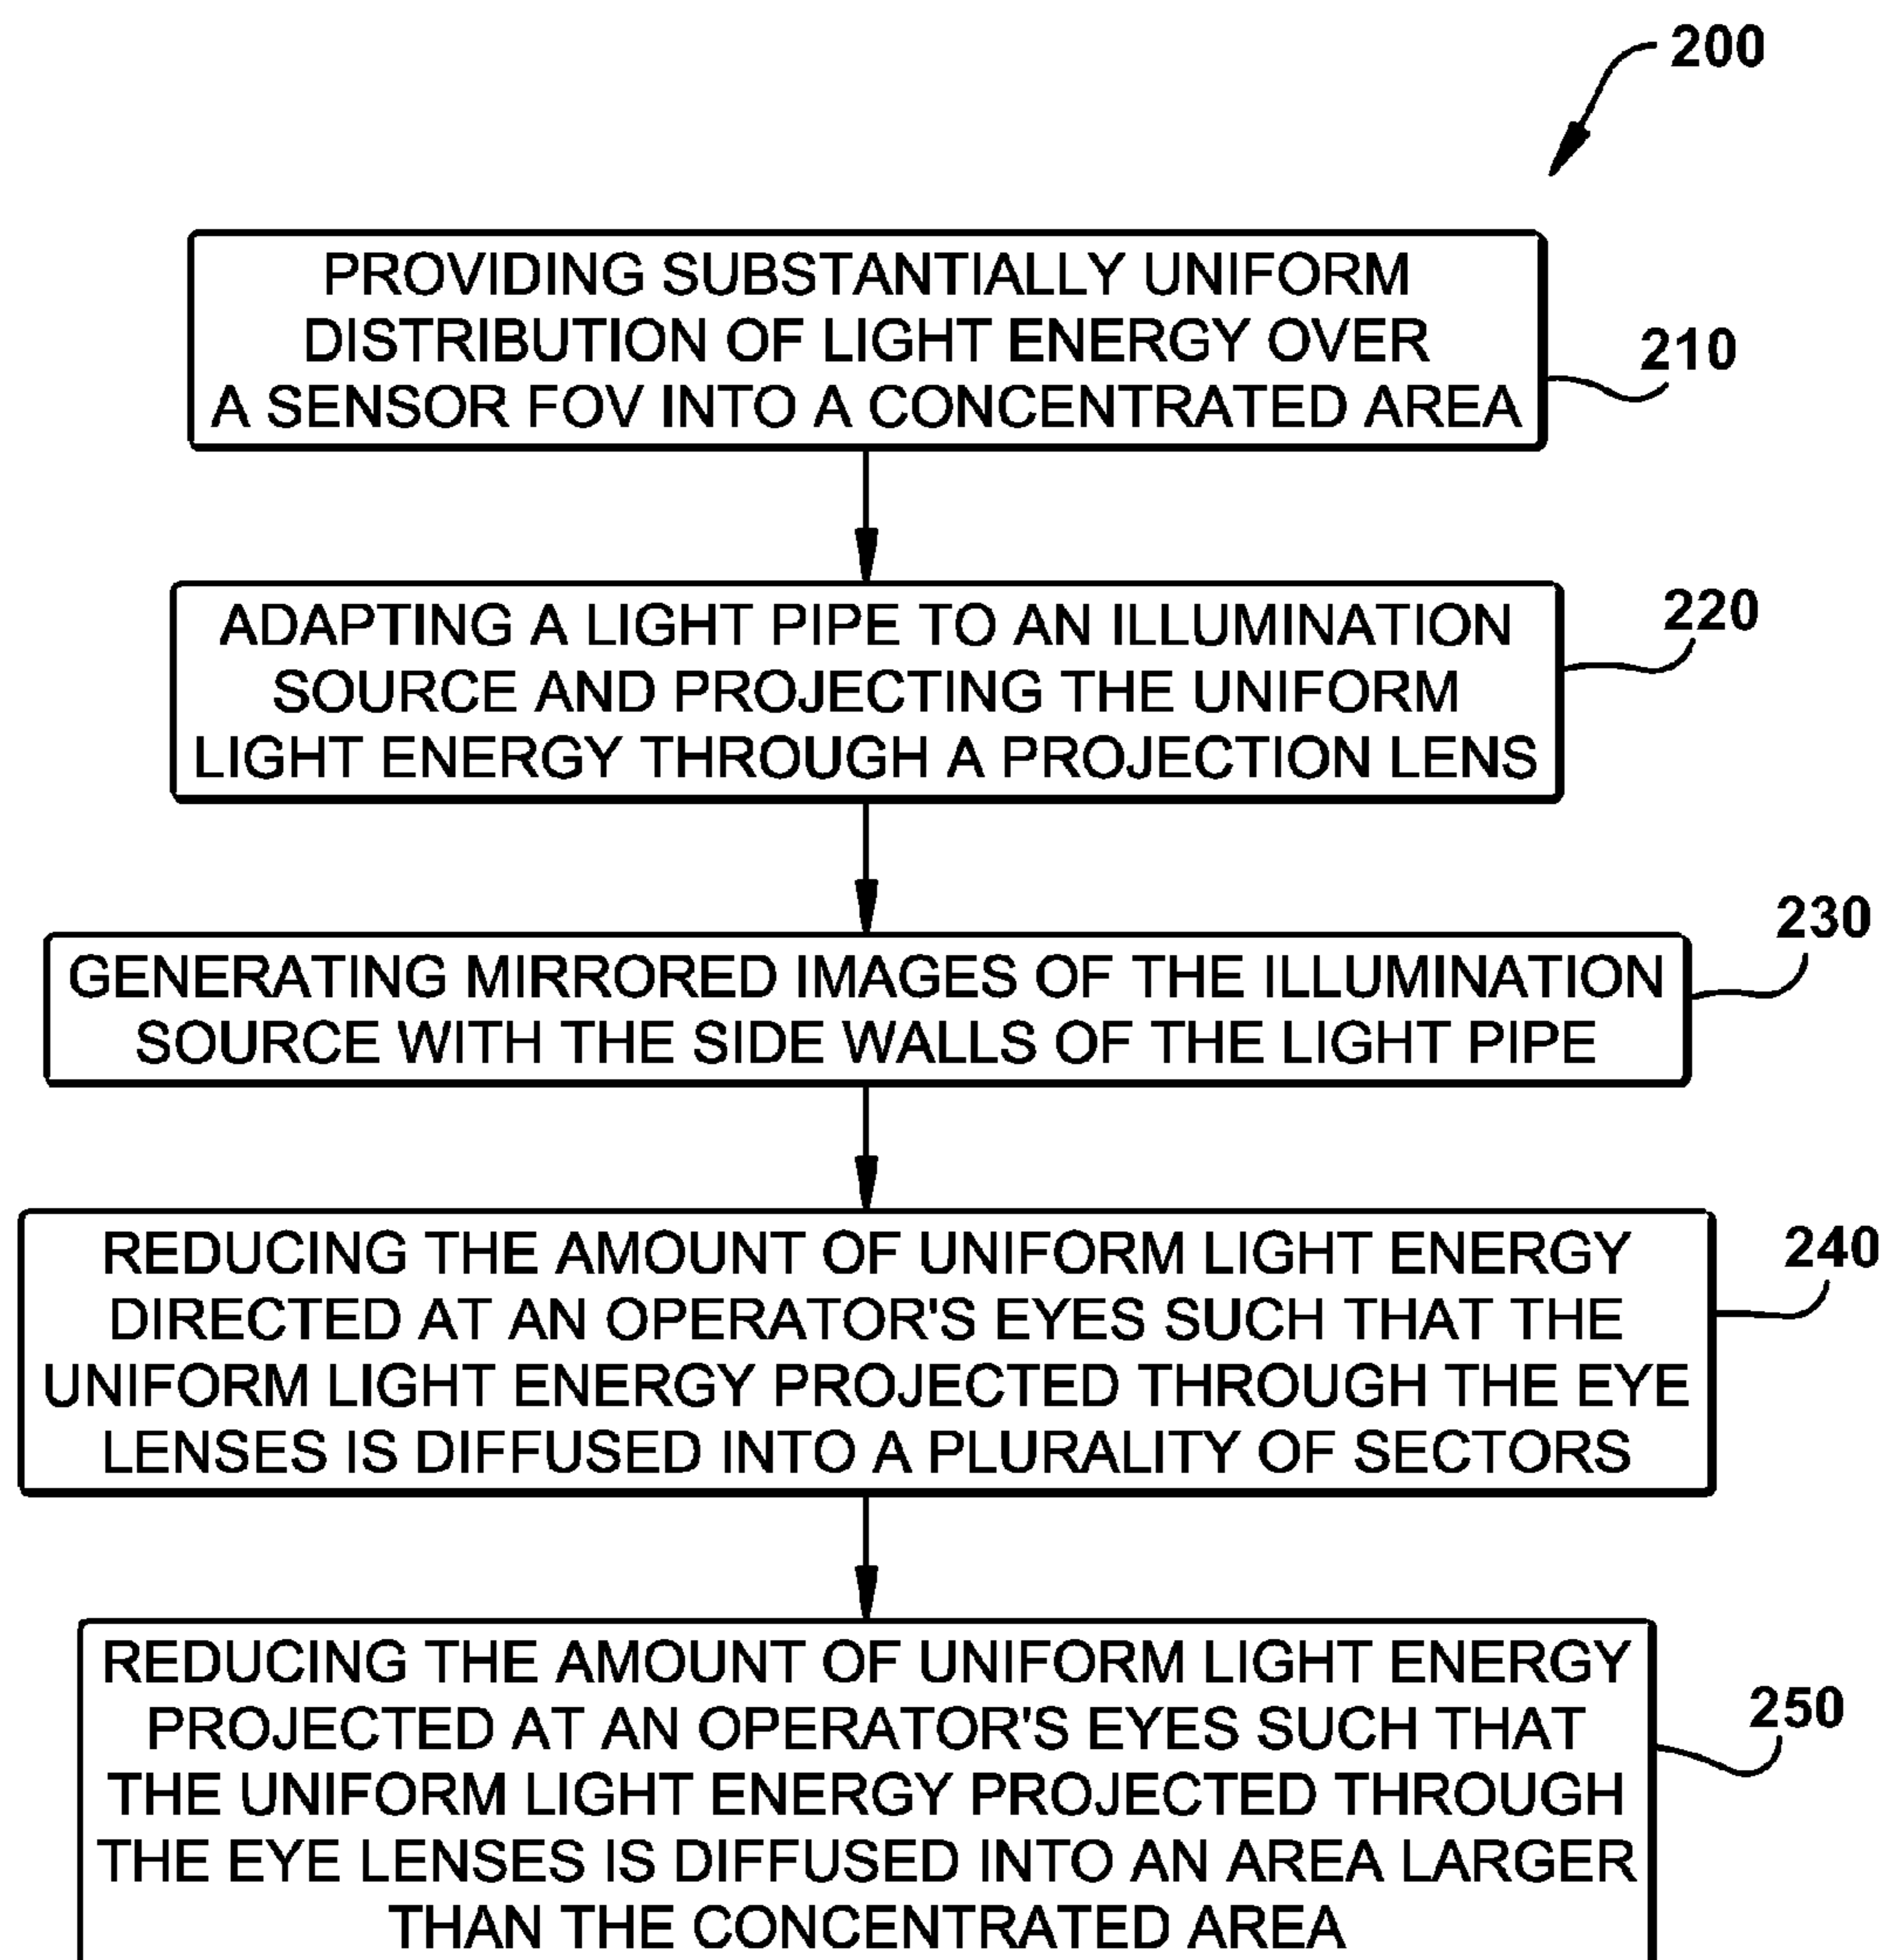 200
PROVIDING SUBSTANTIALLY UNIFORM
DISTRIBUTION OF LIGHT ENERGY OVER
A SENSOR FOV INTO A CONCENTRATED AREA
210
ADAPTING A LIGHT PIPE TO AN ILLUMINATION
SOURCE AND PROJECTING THE UNIFORM
LIGHT ENERGY THROUGH A PROJECTION LENS
220
GENERATING MIRRORED IMAGES OF THE ILLUMINATION
SOURCE WITH THE SIDE WALLS OF THE LIGHT PIPE
230
REDUCING THE AMOUNT OF UNIFORM LIGHT ENERGY
DIRECTED AT AN OPERATOR'S EYES SUCH THAT THE
UNIFORM LIGHT ENERGY PROJECTED THROUGH THE EYE
LENSES IS DIFFUSED INTO A PLURALITY OF SECTORS
240
REDUCING THE AMOUNT OF UNIFORM LIGHT ENERGY
PROJECTED AT AN OPERATOR'S EYES SUCH THAT
THE UNIFORM LIGHT ENERGY PROJECTED THROUGH
THE EYE LENSES IS DIFFUSED INTO AN AREA LARGER
THAN THE CONCENTRATED AREA
250